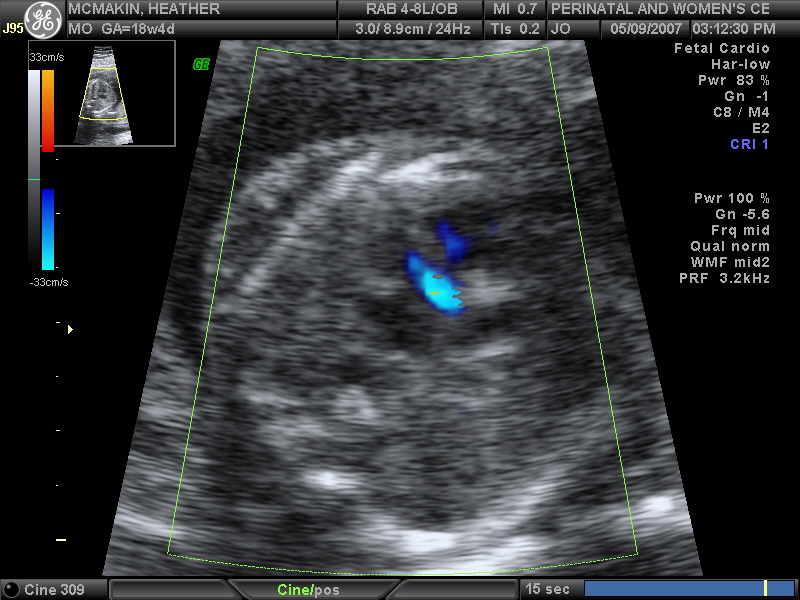 MCMAKIN, HEATHER RAB 4-8L/OB MI 0.7 PERINATAL AND WOMEN'S CE
J95 GE MO GA=18w4d 3.0/ 8.9cm / 24Hz TIs 0.2 JO 05/09/2007 03:12:30 PM
33cm/s
-33cm/s
GE
Fetal Cardio
Har-low
Pwr 83 %
Gn -1
C8 / M4
E2
CRI 1
Pwr 100 %
Gn -5.6
Frq mid
Qual norm
WMF mid2
PRF 3.2kHz
Cine 309 Cine/pos 15 sec